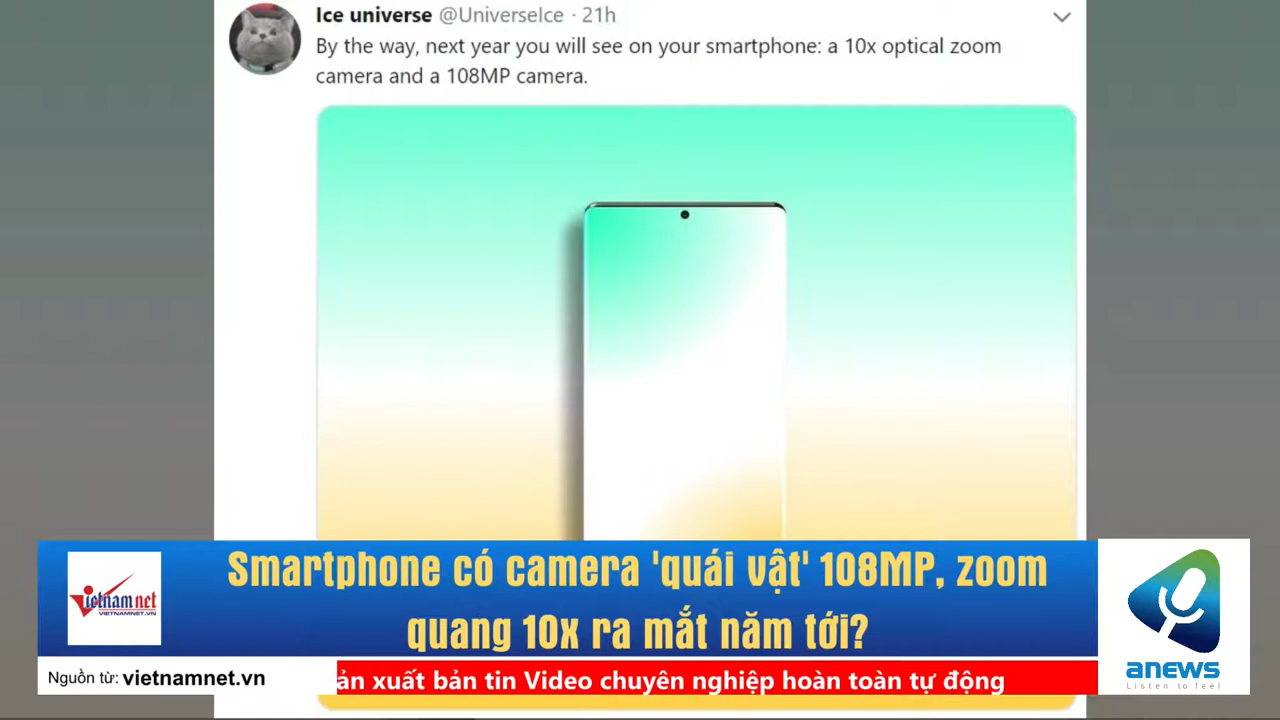 Ice universe @UniverseIce · 21h
By the way, next year you will see on your smartphone: a 10x optical zoom
camera and a 108MP camera.
Smartphone có camera 'quái vật' 108MP, zoom
quang 10x ra mắt năm tới?
vietnamnet
VIETNAMNET.VN
Nguồn từ: vietnamnet.vn
ản xuất bản tin Video chuyên nghiệp hoàn toàn tự động
anews
Listen to feel